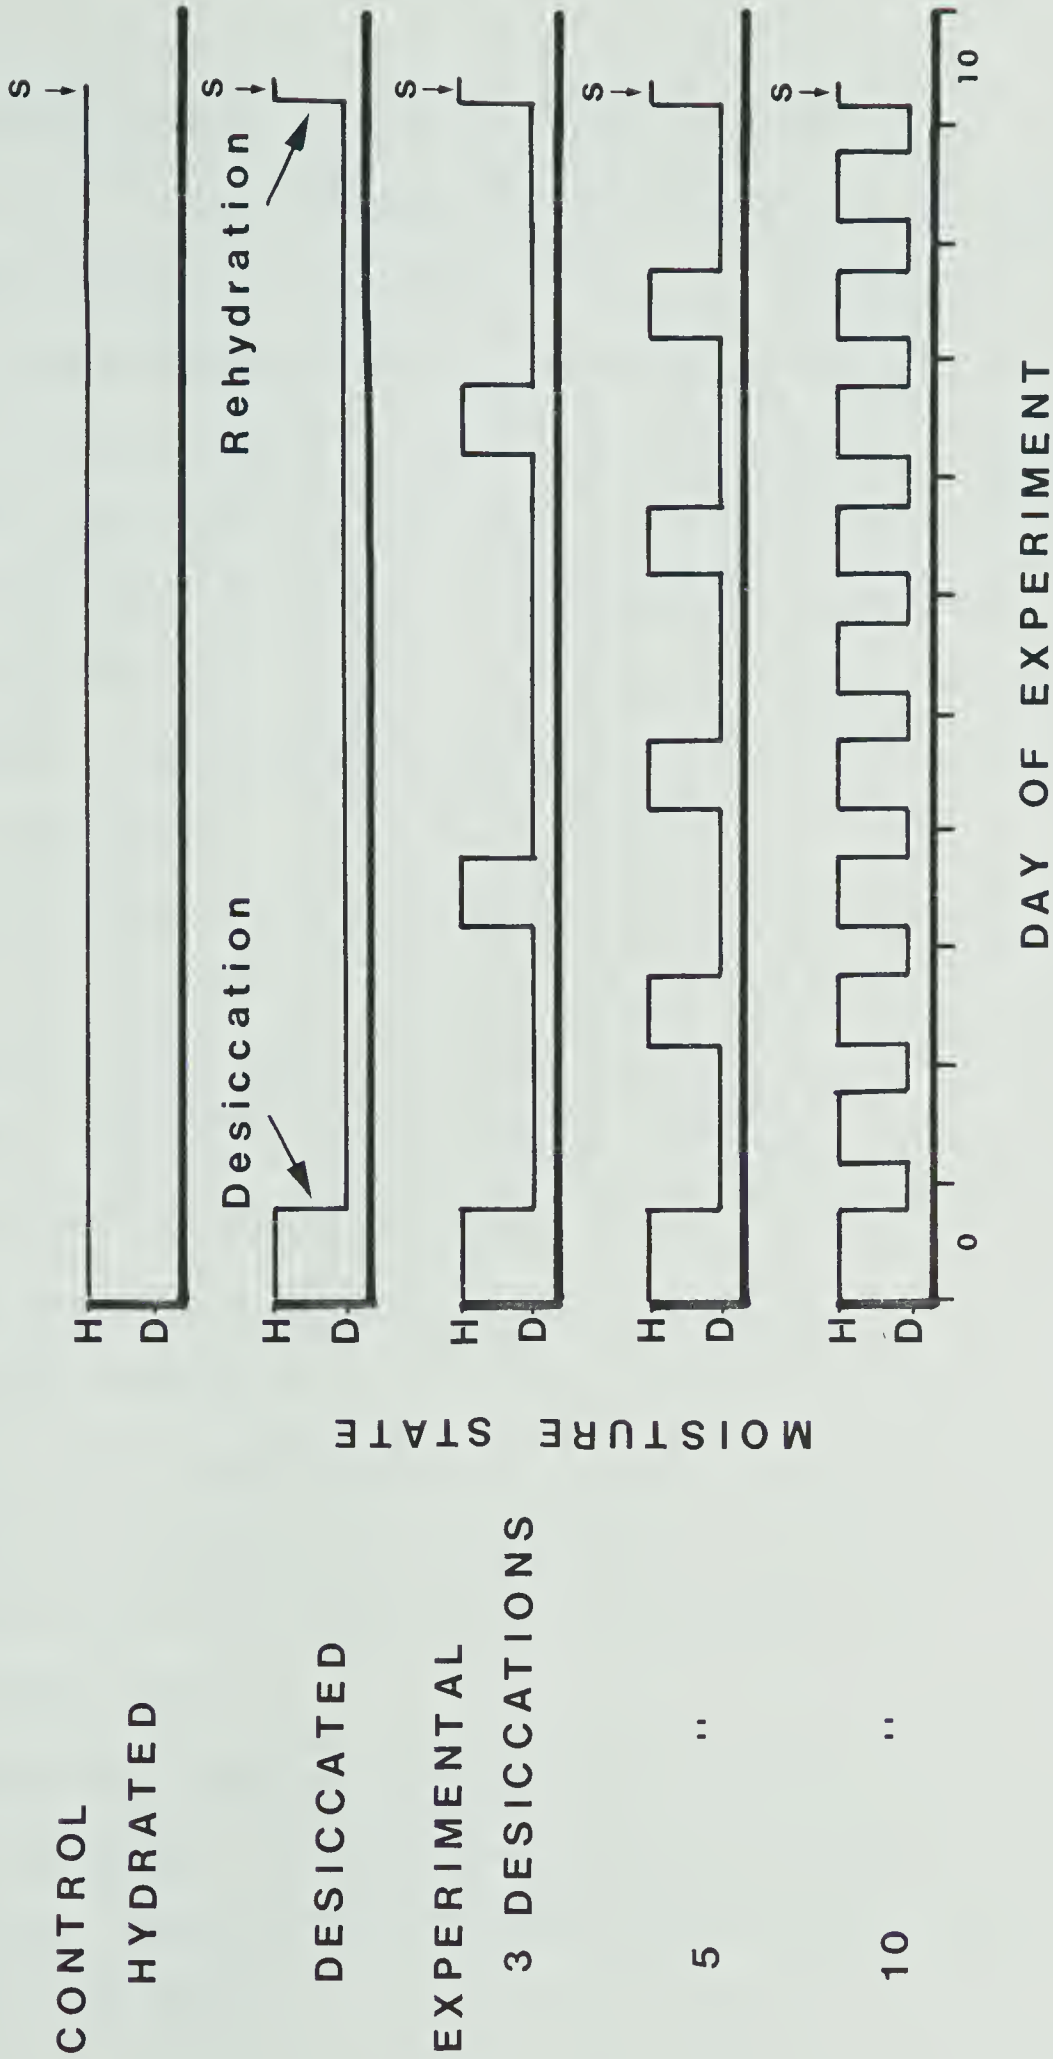 CONTROL
HYDRATED
DESICCATED
EXPERIMENTAL
3 DESICCATIONS
5 "
10 "
MOISTURE STATE
H
D
S
H
D
Desiccation
Rehydration
S
H
D
S
H
D
S
H
D
S
0
10
DAY OF EXPERIMENT